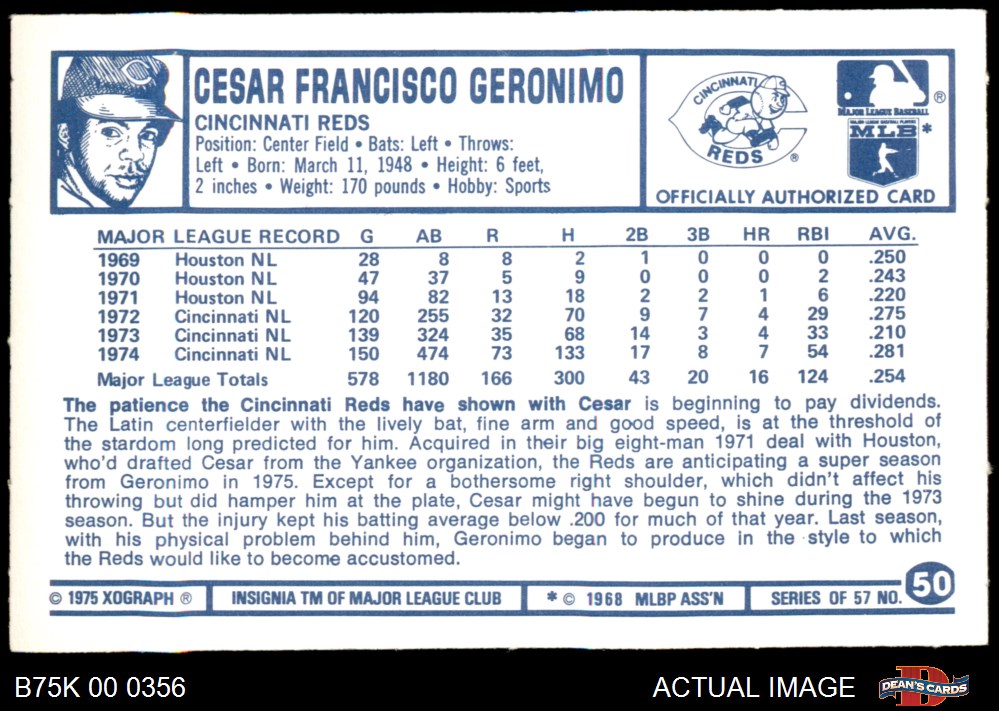 CESAR FRANCISCO GERONIMO
CINCINNATI REDS
Position: Center Field • Bats: Left • Throws:
Left • Born: March 11, 1948 • Height: 6 feet,
2 inches • Weight: 170 pounds • Hobby: Sports
C
CINCINNATI
REDS ®
®
MAJOR LEAGUE BASEBALL
MAJOR LEAGUE BASEBALL PLAYERS
MLB *
OFFICIALLY AUTHORIZED CARD
MAJOR LEAGUE RECORD G AB R H 2B 3B HR RBI AVG.
1969 Houston NL 28 8 8 2 1 0 0 0 .250
1970 Houston NL 47 37 5 9 0 0 0 2 .243
1971 Houston NL 94 82 13 18 2 2 1 6 .220
1972 Cincinnati NL 120 255 32 70 9 7 4 29 .275
1973 Cincinnati NL 139 324 35 68 14 3 4 33 .210
1974 Cincinnati NL 150 474 73 133 17 8 7 54 .281
Major League Totals 578 1180 166 300 43 20 16 124 .254
The patience the Cincinnati Reds have shown with Cesar is beginning to pay dividends.
The Latin centerfielder with the lively bat, fine arm and good speed, is at the threshold of
the stardom long predicted for him. Acquired in their big eight-man 1971 deal with Houston,
who'd drafted Cesar from the Yankee organization, the Reds are anticipating a super season
from Geronimo in 1975. Except for a bothersome right shoulder, which didn't affect his
throwing but did hamper him at the plate, Cesar might have begun to shine during the 1973
season. But the injury kept his batting average below .200 for much of that year. Last season,
with his physical problem behind him, Geronimo began to produce in the style to which
the Reds would like to become accustomed.
© 1975 XOGRAPH ® INSIGNIA TM OF MAJOR LEAGUE CLUB * © 1968 MLBP ASS'N SERIES OF 57 NO. 50
B75K 00 0356 ACTUAL IMAGE D DEAN'S CARDS